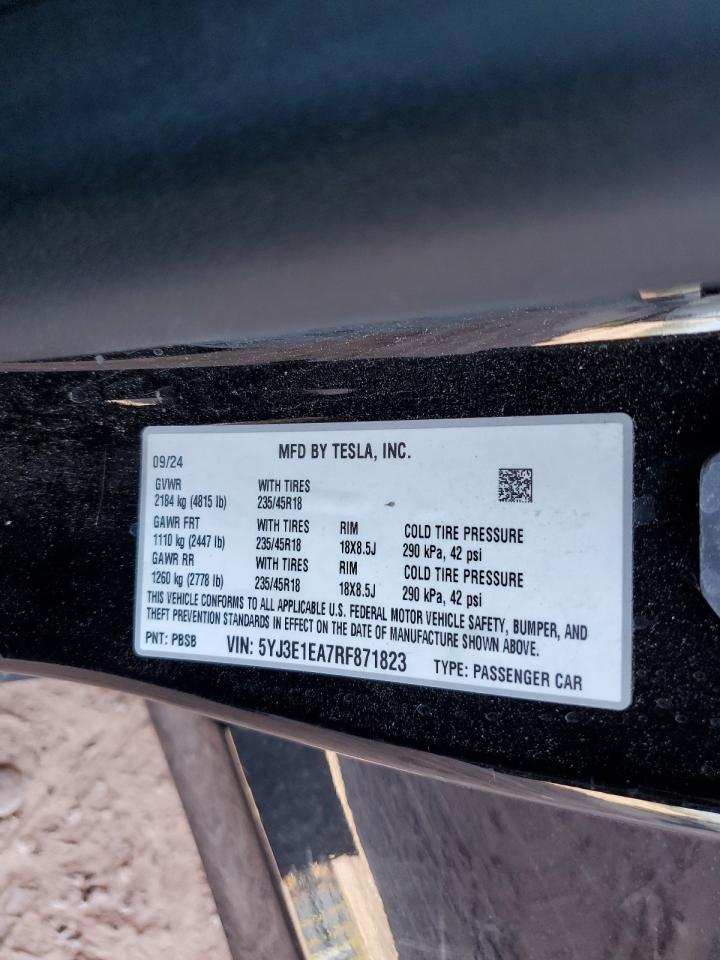 MFD BY TESLA, INC.
09/24
GVWR WITH TIRES
2184 kg (4815 lb) 235/45R18
GAWR FRT WITH TIRES RIM COLD TIRE PRESSURE
1110 kg (2447 lb) 235/45R18 18X8.5J 290 kPa, 42 psi
GAWR RR WITH TIRES RIM COLD TIRE PRESSURE
1260 kg (2778 lb) 235/45R18 18X8.5J 290 kPa, 42 psi
THIS VEHICLE CONFORMS TO ALL APPLICABLE U.S. FEDERAL MOTOR VEHICLE SAFETY, BUMPER, AND
THEFT PREVENTION STANDARDS IN EFFECT ON THE DATE OF MANUFACTURE SHOWN ABOVE.
PNT: PBSB VIN: 5YJ3E1EA7RF871823 TYPE: PASSENGER CAR